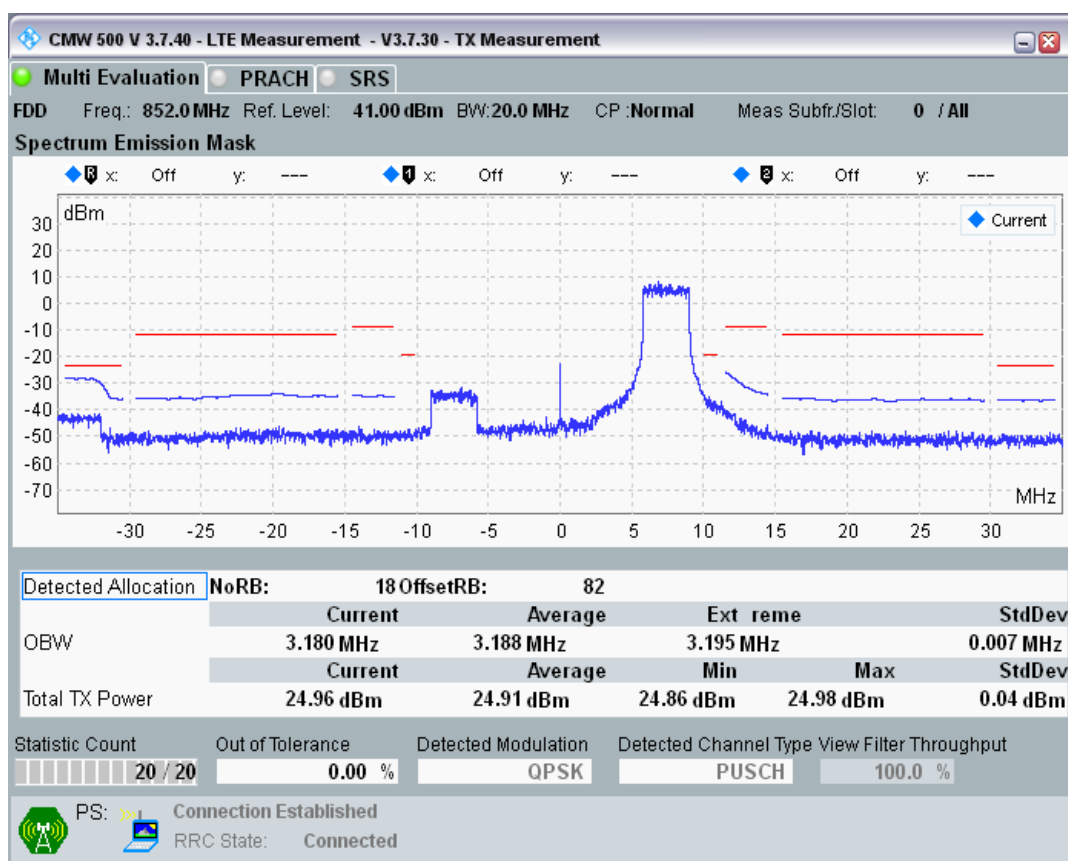 CMW 500 V 3.7.40 - LTE Measurement - V3.7.30 - TX Measurement
Multi Evaluation PRACH SRS
FDD Freq.: 852.0 MHz Ref. Level: 41.00 dBm BW:20.0 MHz CP :Normal Meas Subfr./Slot: 0 / All
Spectrum Emission Mask
R x: Off y: --- 1 x: Off y: --- 2 x: Off y: ---
dBm
Current
30
20
10
0
-10
-20
-30
-40
-50
-60
-70
MHz
-30 -25 -20 -15 -10 -5 0 5 10 15 20 25 30
Detected Allocation NoRB: 18 OffsetRB: 82
Current Average Ext reme StdDev
OBW 3.180 MHz 3.188 MHz 3.195 MHz 0.007 MHz
Current Average Min Max StdDev
Total TX Power 24.96 dBm 24.91 dBm 24.86 dBm 24.98 dBm 0.04 dBm
Statistic Count Out of Tolerance Detected Modulation Detected Channel Type View Filter Throughput
20 / 20 0.00 % QPSK PUSCH 100.0 %
PS: Connection Established
RRC State: Connected